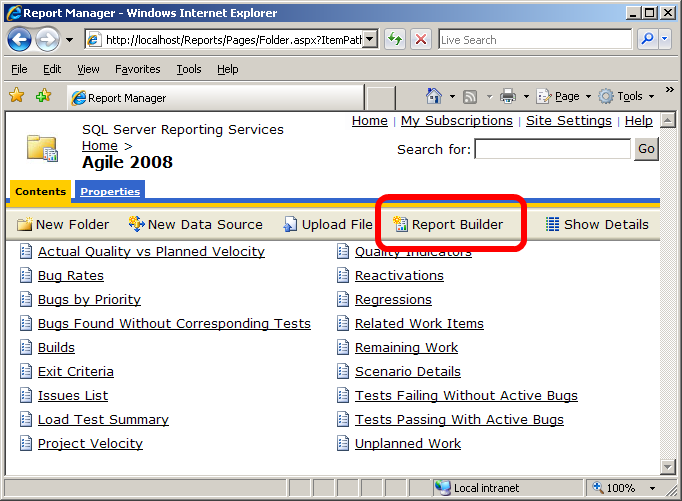 Report Manager - Windows Internet Explorer
http://localhost/Reports/Pages/Folder.aspx?ItemPath
Live Search
File Edit View Favorites Tools Help
Report Manager
Page Tools »
Home | My Subscriptions | Site Settings | Help
SQL Server Reporting Services
Home >
Agile 2008
Search for: Go
Contents Properties
New Folder New Data Source Upload File Report Builder Show Details
Actual Quality vs Planned Velocity
Bug Rates
Bugs by Priority
Bugs Found Without Corresponding Tests
Builds
Exit Criteria
Issues List
Load Test Summary
Project Velocity
Quality Indicators
Reactivations
Regressions
Related Work Items
Remaining Work
Scenario Details
Tests Failing Without Active Bugs
Tests Passing With Active Bugs
Unplanned Work
Local intranet 100%